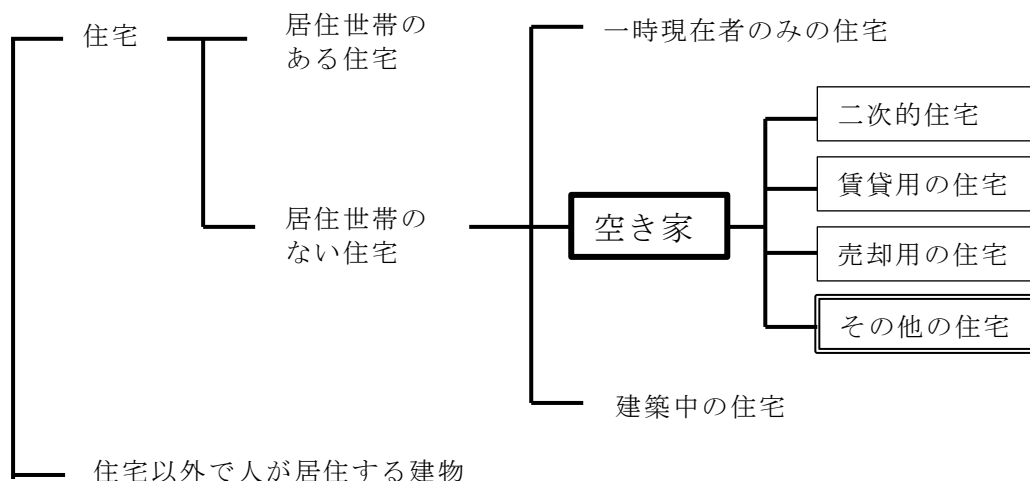 住宅
居住世帯の
ある住宅
一時現在者のみの住宅
二次的住宅
賃貸用の住宅
居住世帯の
ない住宅
空き家
売却用の住宅
その他の住宅
建築中の住宅
住宅以外で人が居住する建物